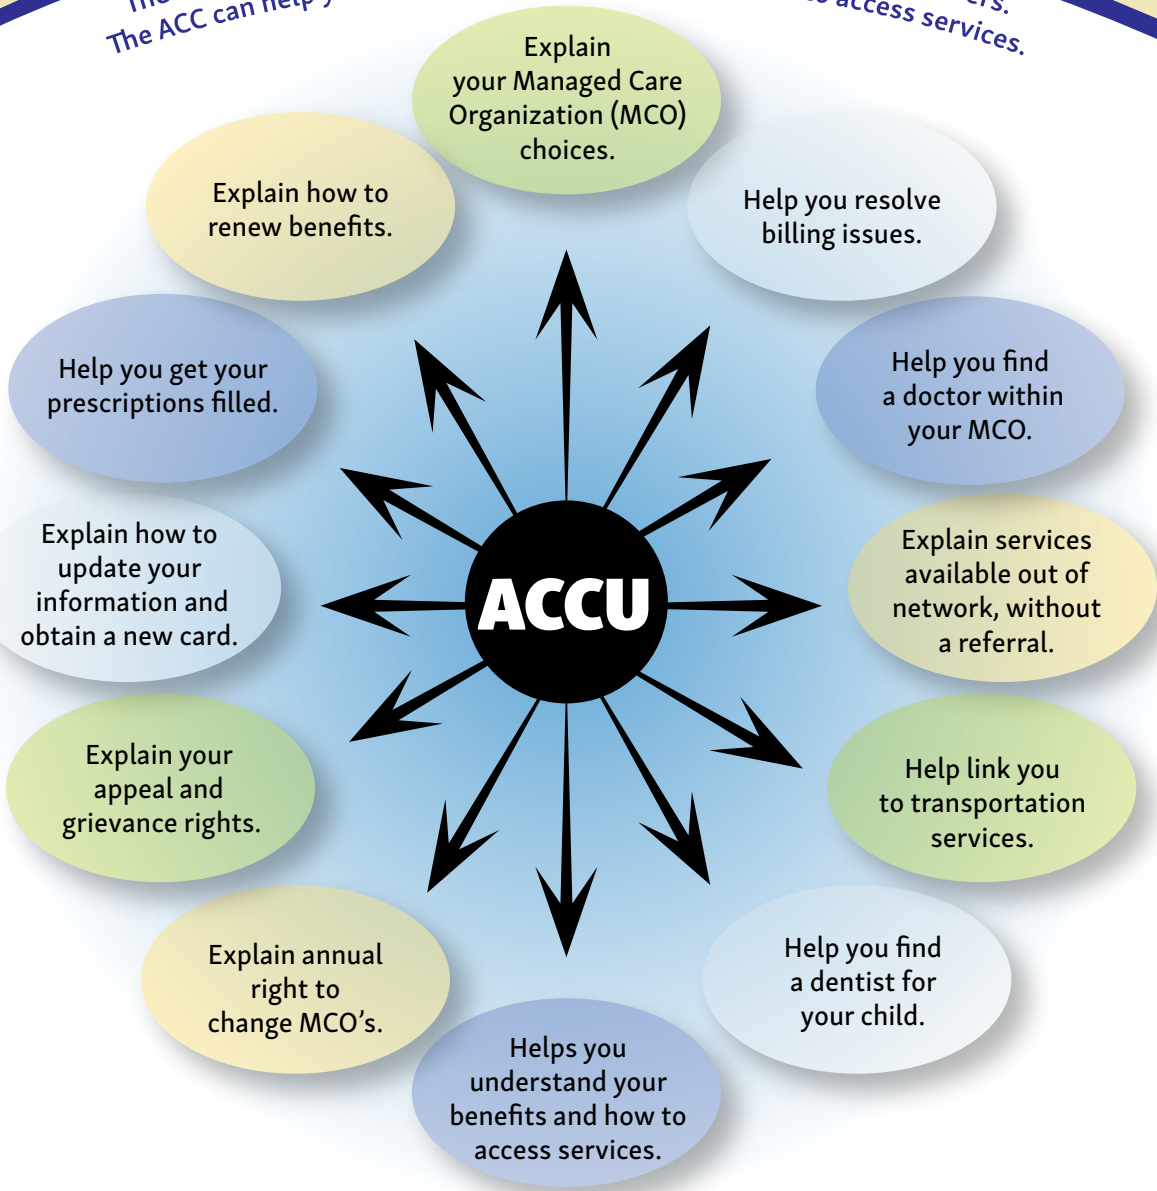 The ACC can help y
ers.
to access services.
Explain
your Managed Care
Organization (MCO)
choices.
Help you resolve
billing issues.
Help you find
a doctor within
your MCO.
Explain services
available out of
network, without
a referral.
Help link you
to transportation
services.
Help you find
a dentist for
your child.
Helps you
understand your
benefits and how to
access services.
Explain annual
right to
change MCO's.
Explain your
appeal and
grievance rights.
Explain how to
update your
information and
obtain a new card.
Help you get your
prescriptions filled.
Explain how to
renew benefits.
ACCU